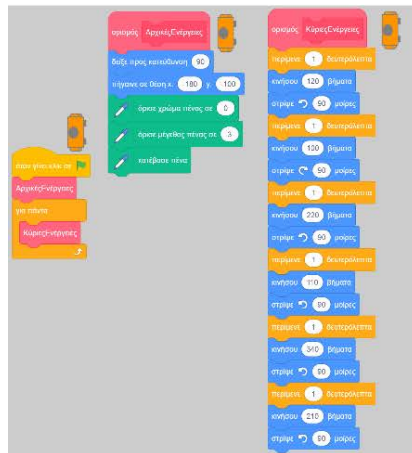 ορισμός ΑρχικέςΕνέργειες
δείξε προς κατεύθυνση 90
πήγαινε σε θέση x: -180 y: -100
όρισε χρώμα πένας σε 0
όρισε μέγεθος πένας σε 3
κατέβασε πένα
όταν γίνει κλικ σε
ΑρχικέςΕνέργειες
για πάντα
ΚύριεςΕνέργειες
ορισμός ΚύριεςΕνέργειες
περίμενε 1 δευτερόλεπτα
κινήσου 120 βήματα
στρίψε 90 μοίρες
περίμενε 1 δευτερόλεπτα
κινήσου 130 βήματα
στρίψε 90 μοίρες
περίμενε 1 δευτερόλεπτα
κινήσου 220 βήματα
στρίψε 90 μοίρες
περίμενε 1 δευτερόλεπτα
κινήσου 110 βήματα
στρίψε 90 μοίρες
περίμενε 1 δευτερόλεπτα
κινήσου 340 βήματα
στρίψε 90 μοίρες
περίμενε 1 δευτερόλεπτα
κινήσου 210 βήματα
στρίψε 90 μοίρες